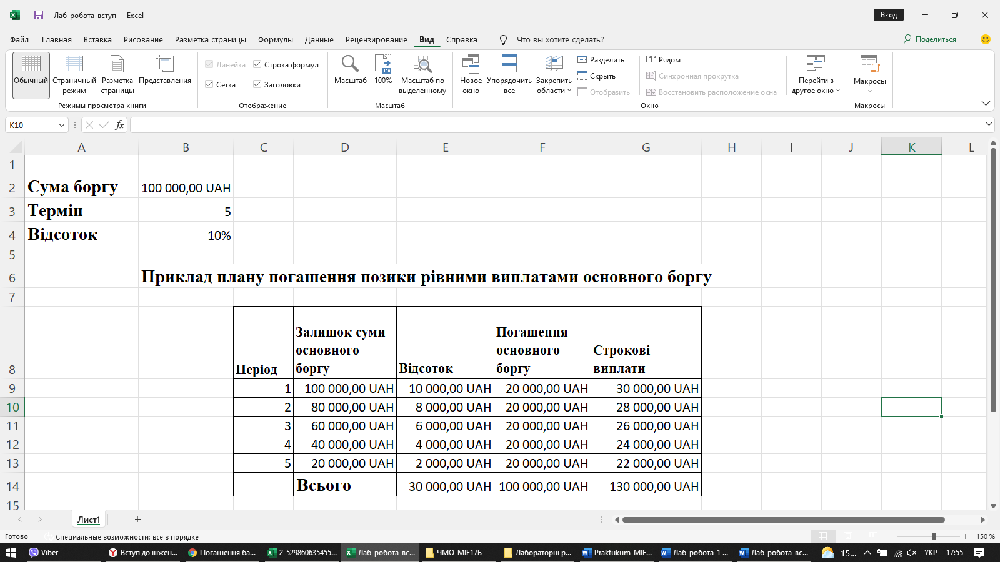 Лаб_робота_вступ - Excel
Вход
Файл Главная Вставка Рисование Разметка страницы Формулы Данные Рецензирование Вид Справка Что вы хотите сделать? Поделиться
Обычный
Страничный режим
Разметка страницы
Представления
Режимы просмотра книги
Линейка
Строка формул
Сетка
Заголовки
Отображение
Масштаб
100
100%
Масштаб по выделенному
Масштаб
Новое окно
Упорядочить все
Закрепить области
Разделить
Скрыть
Отобразить
Рядом
Синхронная прокрутка
Восстановить расположение окна
Перейти в другое окно
Окно
Макросы
Макросы
K10
fx
A B C D E F G H I J K L
1
2 Сума боргу 100 000,00 UAH
3 Термін 5
4 Відсоток 10%
5
6 Приклад плану погашення позики рівними виплатами основного боргу
7
8 Період Залишок суми основного боргу Відсоток Погашення основного боргу Строкові виплати
9 1 100 000,00 UAH 10 000,00 UAH 20 000,00 UAH 30 000,00 UAH
10 2 80 000,00 UAH 8 000,00 UAH 20 000,00 UAH 28 000,00 UAH
11 3 60 000,00 UAH 6 000,00 UAH 20 000,00 UAH 26 000,00 UAH
12 4 40 000,00 UAH 4 000,00 UAH 20 000,00 UAH 24 000,00 UAH
13 5 20 000,00 UAH 2 000,00 UAH 20 000,00 UAH 22 000,00 UAH
14 Всього 30 000,00 UAH 100 000,00 UAH 130 000,00 UAH
15
Лист1
Готово Специальные возможности: все в порядке 150 %
Viber Вступ до інжен... Погашення ба... 2_529860635455... Лаб_робота_вс... ЧМО_МІЕ17Б Лабораторні р... Praktukum_MIE... Лаб_робота_1 ... Лаб_робота_вс... 15... УКР 17:55